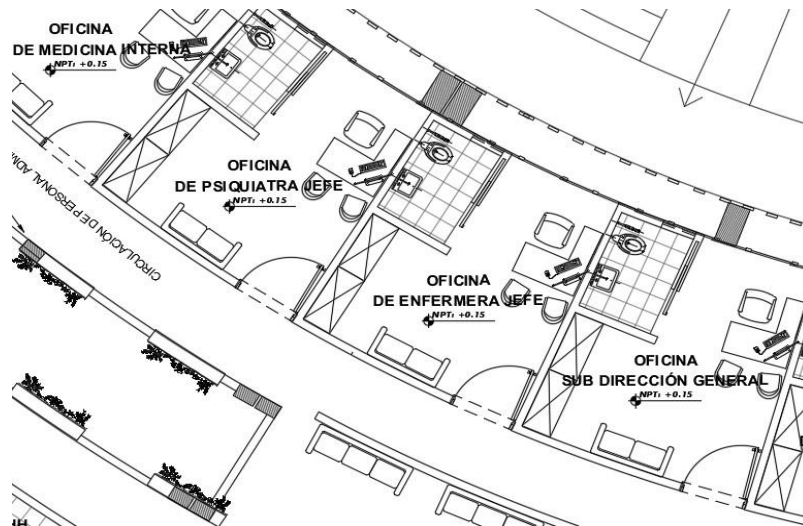 OFICINA
DE MEDICINA INTERNA
NPT: +0.15
OFICINA
DE PSIQUIATRA JEFE
NPT: +0.15
OFICINA
DE ENFERMERA JEFE
NPT: +0.15
OFICINA
SUB DIRECCIÓN GENERAL
NPT: +0.15
CIRCULACIÓN DE PERSONAL